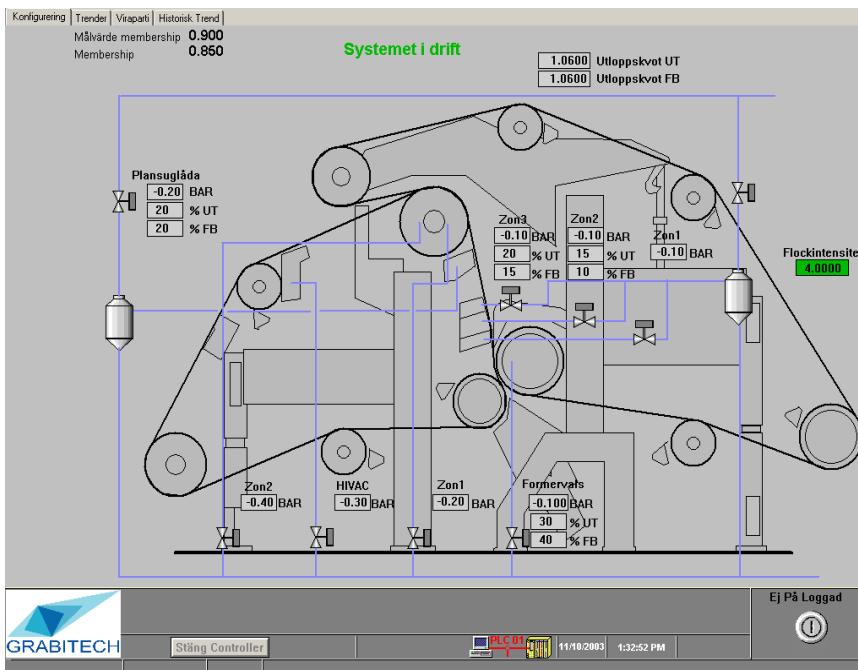 Konfigurering Trender Viraparti Historisk Trend
Målvärde membership 0.900
Membership 0.850
Systemet i drift
1.0600 Utloppskvot UT
1.0600 Utloppskvot FB
Plansuglåda
-0.20 BAR
20 % UT
20 % FB
Zon3
-0.10 BAR
20 % UT
15 % FB
Zon2
-0.10 BAR
15 % UT
10 % FB
Zon1
-0.10 BAR
Flockintensite
4.0000
Zon2
-0.40 BAR
HIVAC
-0.30 BAR
Zon1
-0.20 BAR
Formervals
-0.100 BAR
30 % UT
40 % FB
GRABITECH
Stäng Controller
PLC 01
11/10/2003
1:32:52 PM
Ej På Loggad